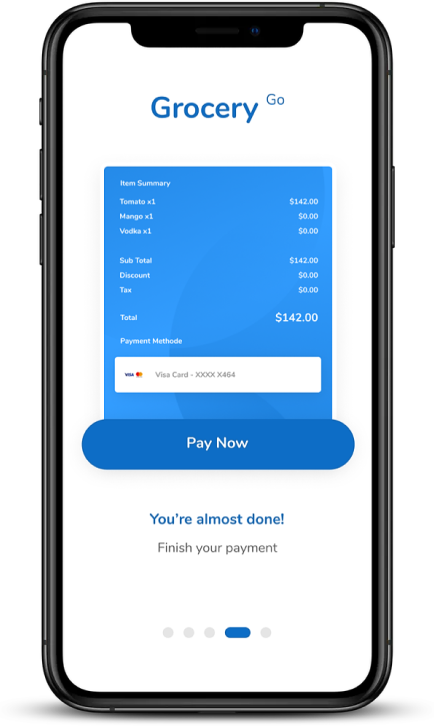 Grocery Go
Item Summary
Tomato x1 $142.00
Mango x1 $0.00
Vodka x1 $0.00
Sub Total $142.00
Discount $0.00
Tax $0.00
Total $142.00
Payment Methode
VISA Visa Card - XXXX X464
Pay Now
You're almost done!
Finish your payment